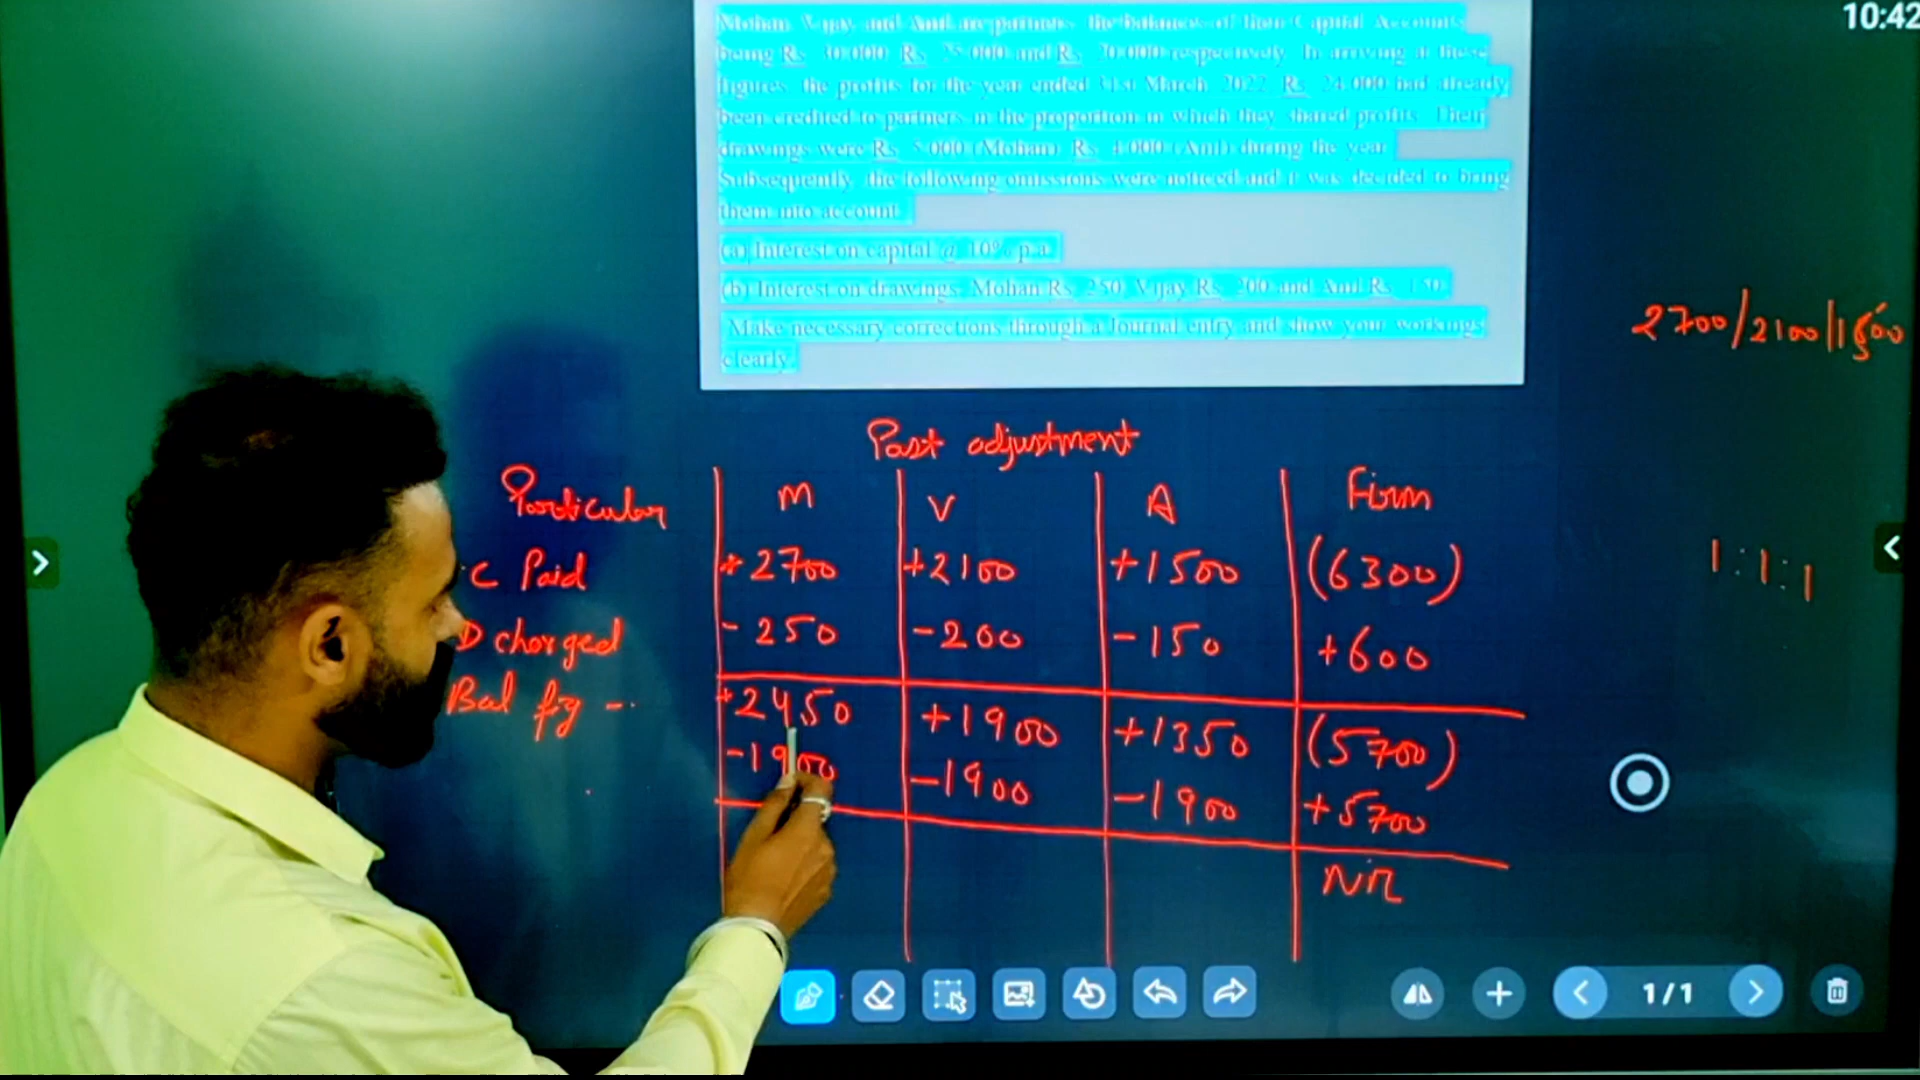 10:42
Mohan, Vijay and Anil are partners, the balances of their Capital Accounts
being Rs. 30,000, Rs. 25,000 and Rs. 20,000 respectively. In arriving at these
figures, the profits for the year ended 31st March, 2022, Rs. 24,000 had already
been credited to partners in the proportion in which they shared profits. Their
drawings were Rs. 5,000 (Mohan), Rs. 4,000 (Anil) during the year.
Subsequently, the following omissions were noticed and it was decided to bring
them into account.
(a) Interest on capital @ 10% p.a.
(b) Interest on drawings: Mohan Rs. 250, Vijay Rs. 200 and Anil Rs. 150.
Make necessary corrections through a Journal entry and show your workings
clearly.
2700/2100/1500
Past adjustment
Particular M V A Firm
C Paid +2700 +2100 +1500 (6300)
1:1:1
D charged -250 -200 -150 +600
Bal fig -.. +2450 +1900 +1350 (5700)
-1900 -1900 -1900 +5700
Nil
1/1